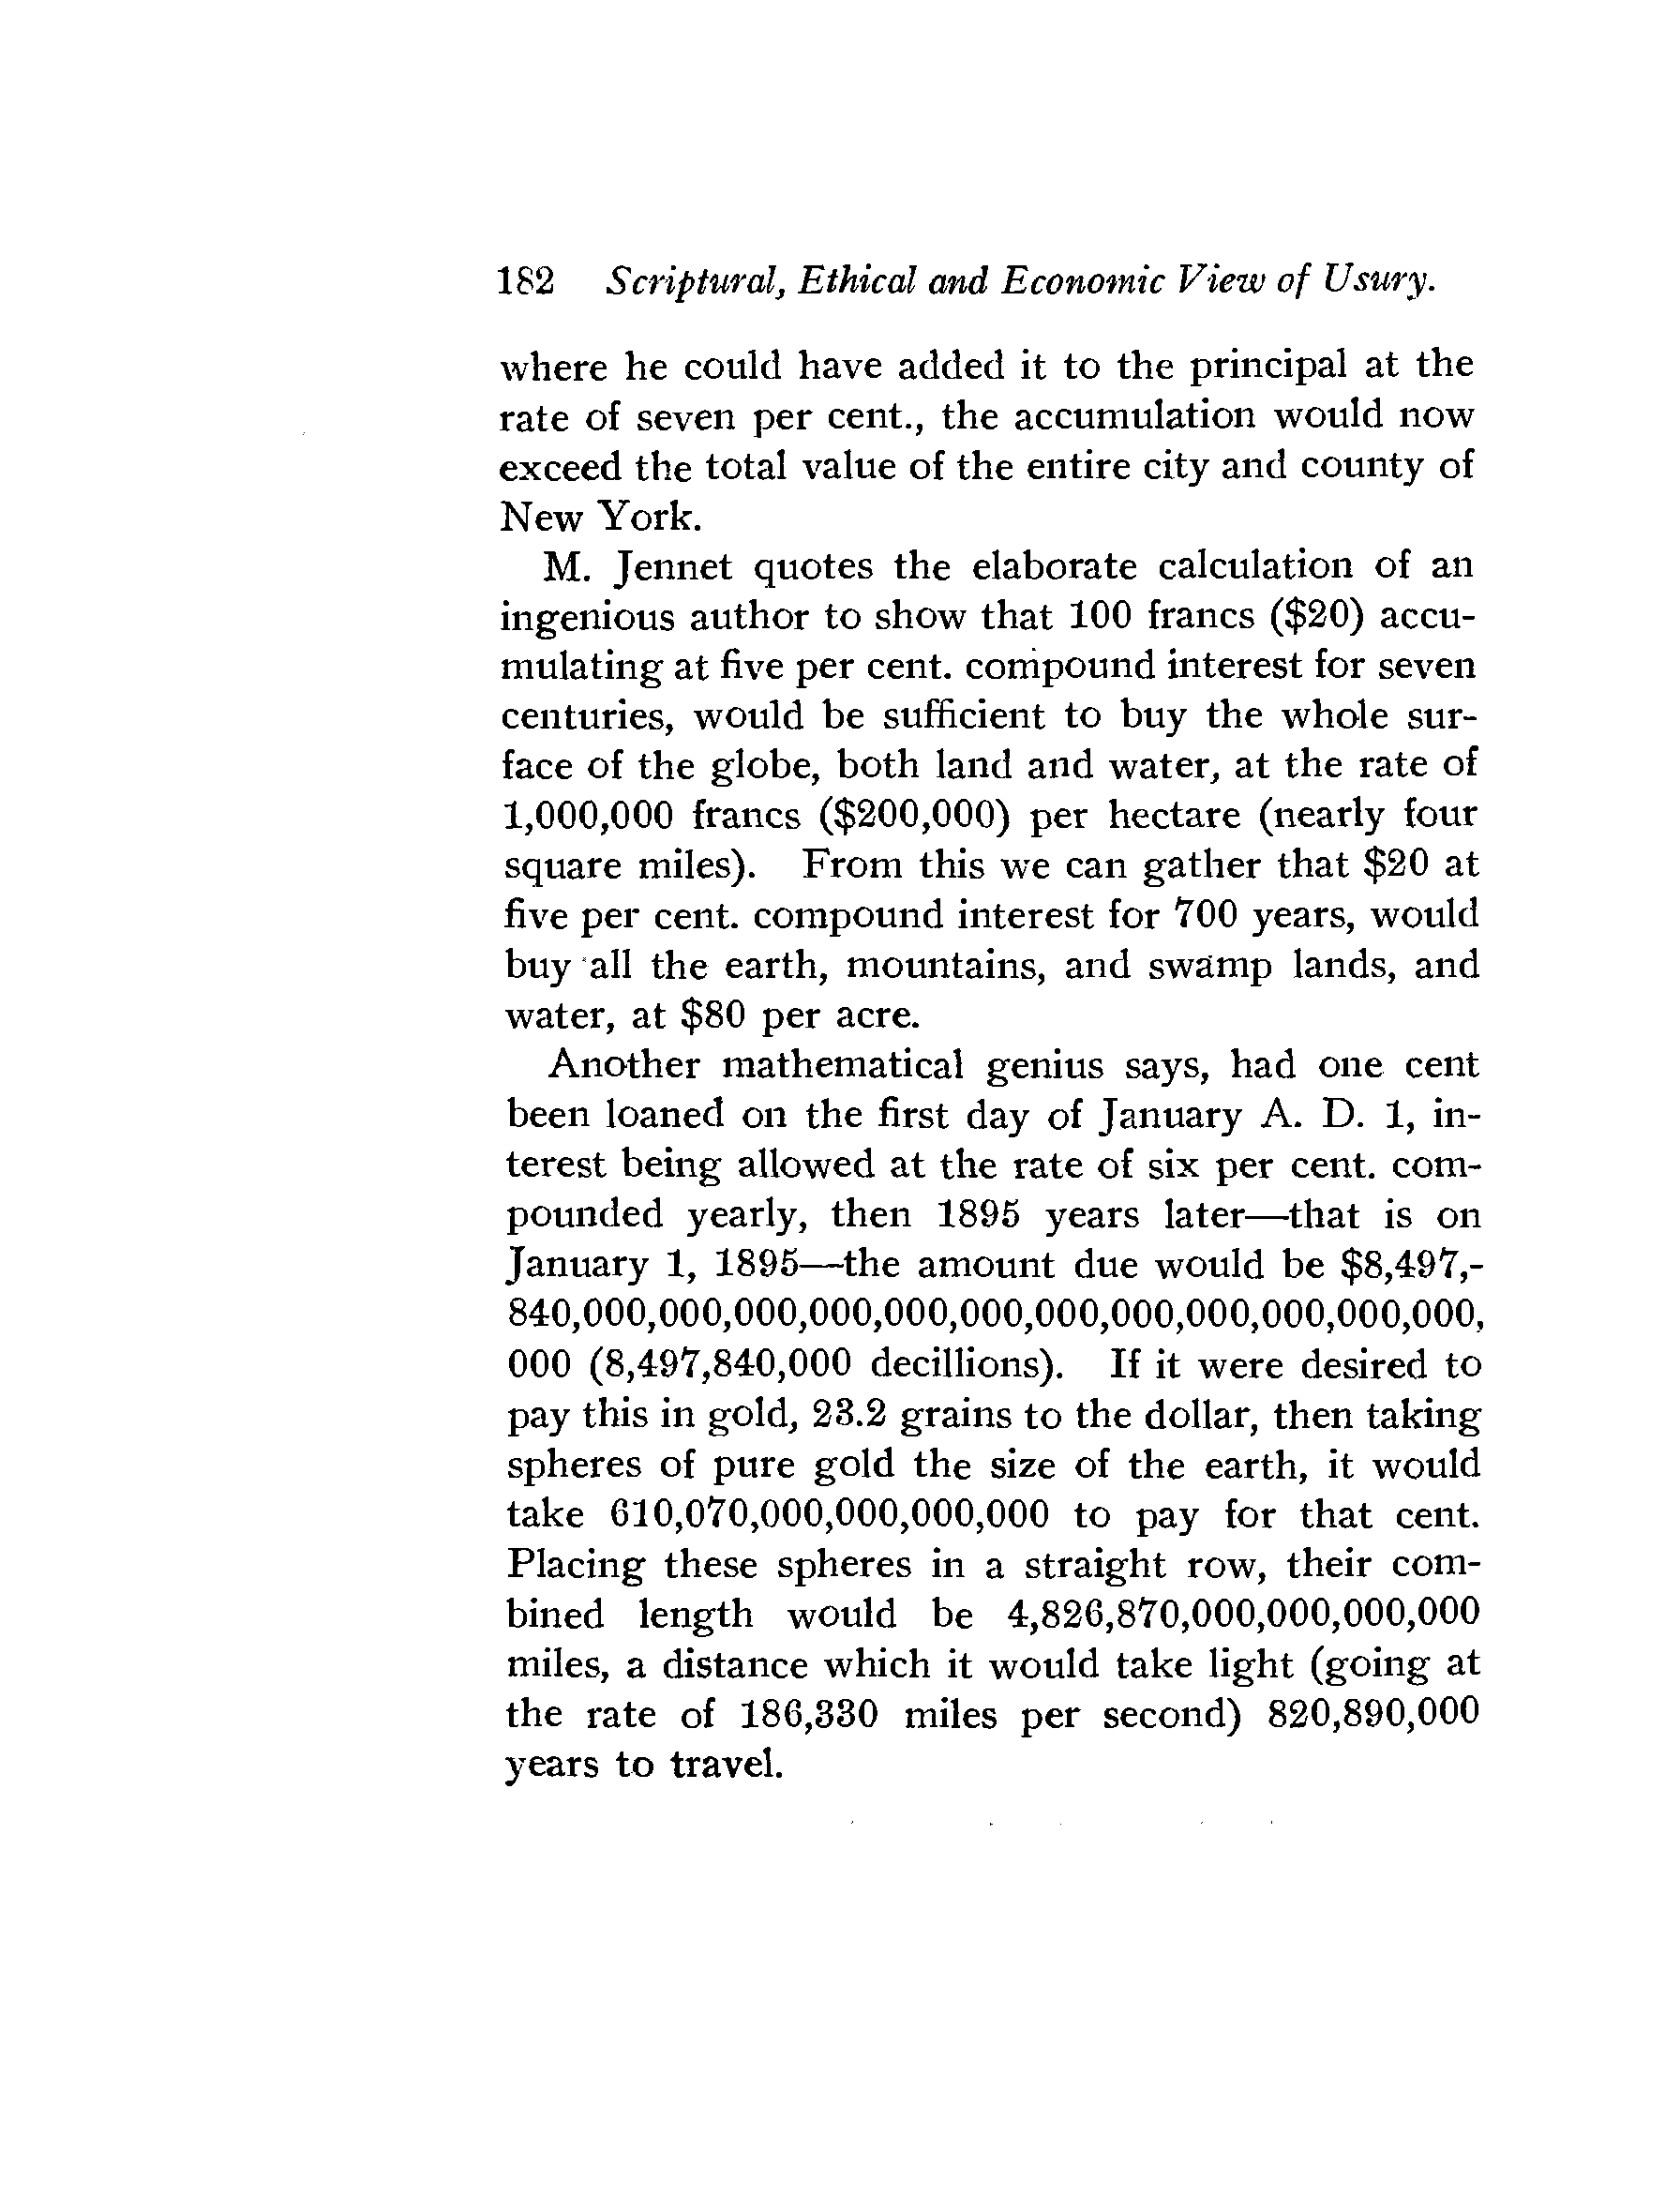 182 Scriptural, Ethical and Economic View of Usury.
where he could have added it to the principal at the
rate of seven per cent., the accumulation would now
exceed the total value of the entire city and county of
New York.
M. Jennet quotes the elaborate calculation of an
ingenious author to show that 100 francs ($20) accu-
mulating at five per cent. compound interest for seven
centuries, would be sufficient to buy the whole sur-
face of the globe, both land and water, at the rate of
1,000,000 francs ($200,000) per hectare (nearly four
square miles). From this we can gather that $20 at
five per cent. compound interest for 700 years, would
buy all the earth, mountains, and swamp lands, and
water, at $80 per acre.
Another mathematical genius says, had one cent
been loaned on the first day of January A. D. 1, in-
terest being allowed at the rate of six per cent. com-
pounded yearly, then 1895 years later—that is on
January 1, 1895—the amount due would be $8,497,-
840,000,000,000,000,000,000,000,000,000,000,000,000,
000 (8,497,840,000 decillions). If it were desired to
pay this in gold, 23.2 grains to the dollar, then taking
spheres of pure gold the size of the earth, it would
take 610,070,000,000,000,000 to pay for that cent.
Placing these spheres in a straight row, their com-
bined length would be 4,826,870,000,000,000,000
miles, a distance which it would take light (going at
the rate of 186,330 miles per second) 820,890,000
years to travel.